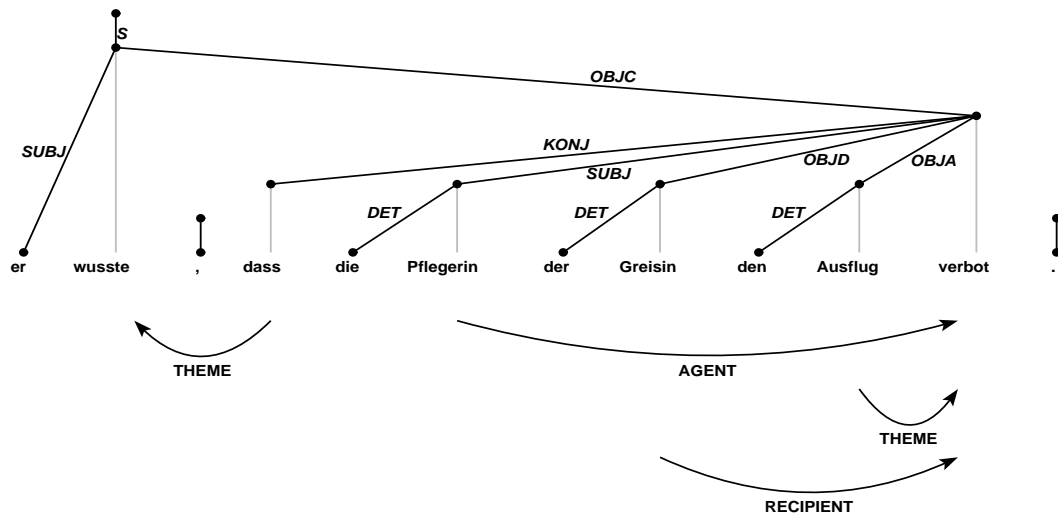 S
OBJC
SUBJ
KONJ
SUBJ
OBJD
OBJA
DET
DET
DET
er wusste , dass die Pflegerin der Greisin den Ausflug verbot .
THEME
AGENT
THEME
RECIPIENT